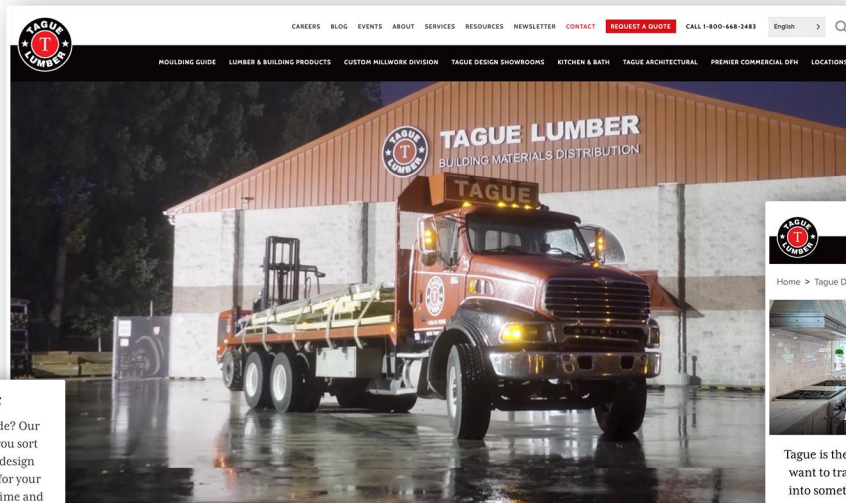 CAREERS BLOG EVENTS ABOUT SERVICES RESOURCES NEWSLETTER CONTACT REQUEST A QUOTE CALL 1-800-668-2483 English
TAGUE
T
LUMBER
MOULDING GUIDE LUMBER & BUILDING PRODUCTS CUSTOM MILLWORK DIVISION TAGUE DESIGN SHOWROOMS KITCHEN & BATH TAGUE ARCHITECTURAL PREMIER COMMERCIAL DFH LOCATIONS
TAGUE
T
LUMBER
TAGUE LUMBER
BUILDING MATERIALS DISTRIBUTION
TAGUE
T
STERLIN
TAGUE
T
LUMBER
Home > Tague D
de? Our
you sort
design
for your
ime and
Tague is the
want to tra
into somet